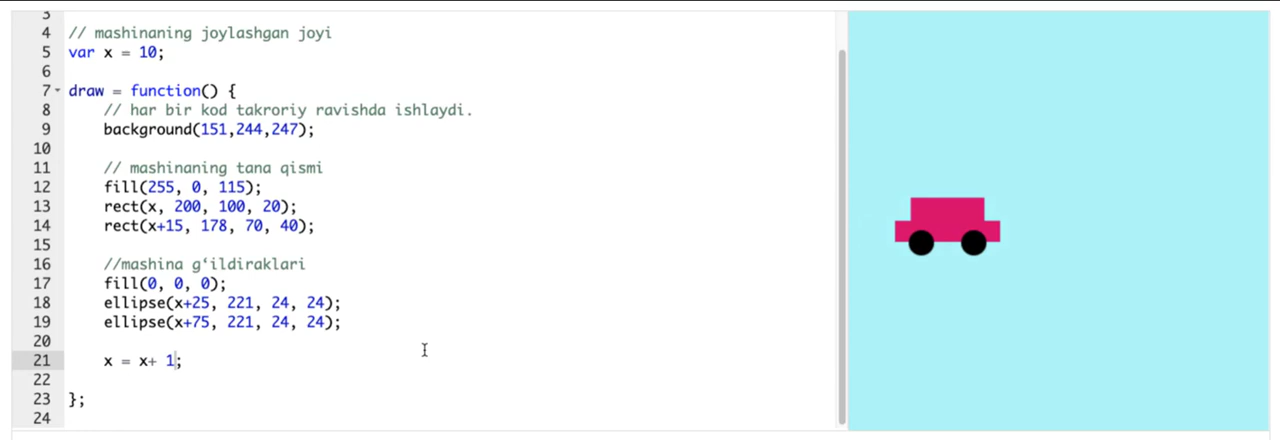 3
4 // mashinaning joylashgan joyi
5 var x = 10;
6
7 draw = function() {
8 // har bir kod takroriy ravishda ishlaydi.
9 background(151,244,247);
10
11 // mashinaning tana qismi
12 fill(255, 0, 115);
13 rect(x, 200, 100, 20);
14 rect(x+15, 178, 70, 40);
15
16 //mashina g‘ildiraklari
17 fill(0, 0, 0);
18 ellipse(x+25, 221, 24, 24);
19 ellipse(x+75, 221, 24, 24);
20
21 x = x+ 1;
22
23 };
24